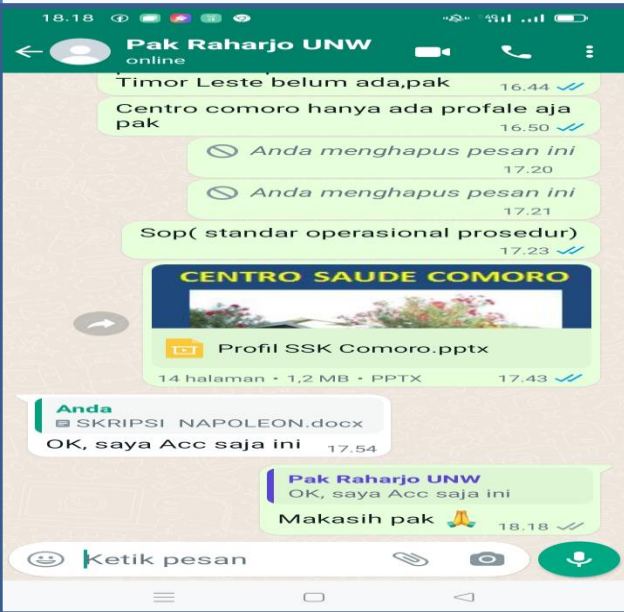 18.18
Pak Raharjo UNW
online
Timor Leste belum ada,pak 16.44
Centro comoro hanya ada profale aja
pak 16.50
Anda menghapus pesan ini
17.20
Anda menghapus pesan ini
17.21
Sop( standar operasional prosedur)
17.23
CENTRO SAUDE COMORO
Profil SSK Comoro.pptx
14 halaman • 1,2 MB • PPTX 17.43
Anda
SKRIPSI NAPOLEON.docx
OK, saya Acc saja ini 17.54
Pak Raharjo UNW
OK, saya Acc saja ini
Makasih pak 🙏 18.18
Ketik pesan